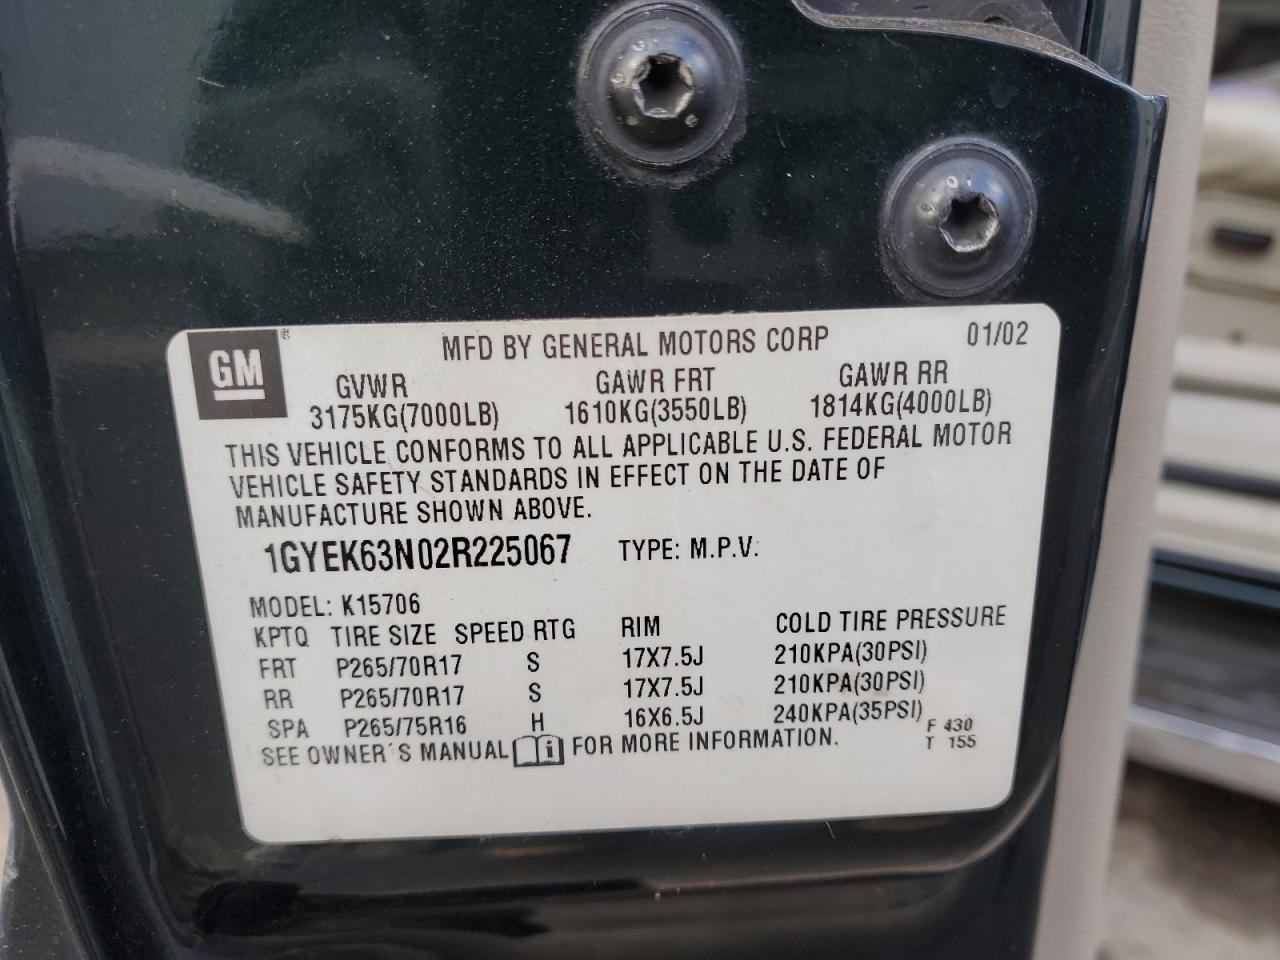 GM ® MFD BY GENERAL MOTORS CORP 01/02
GVWR GAWR FRT GAWR RR
3175KG(7000LB) 1610KG(3550LB) 1814KG(4000LB)
THIS VEHICLE CONFORMS TO ALL APPLICABLE U.S. FEDERAL MOTOR
VEHICLE SAFETY STANDARDS IN EFFECT ON THE DATE OF
MANUFACTURE SHOWN ABOVE.
1GYEK63N02R225067 TYPE: M.P.V.
MODEL: K15706
KPTQ TIRE SIZE SPEED RTG RIM COLD TIRE PRESSURE
FRT P265/70R17 S 17X7.5J 210KPA(30PSI)
RR P265/70R17 S 17X7.5J 210KPA(30PSI)
SPA P265/75R16 H 16X6.5J 240KPA(35PSI)
SEE OWNER´S MANUAL i FOR MORE INFORMATION.
F 430
T 155